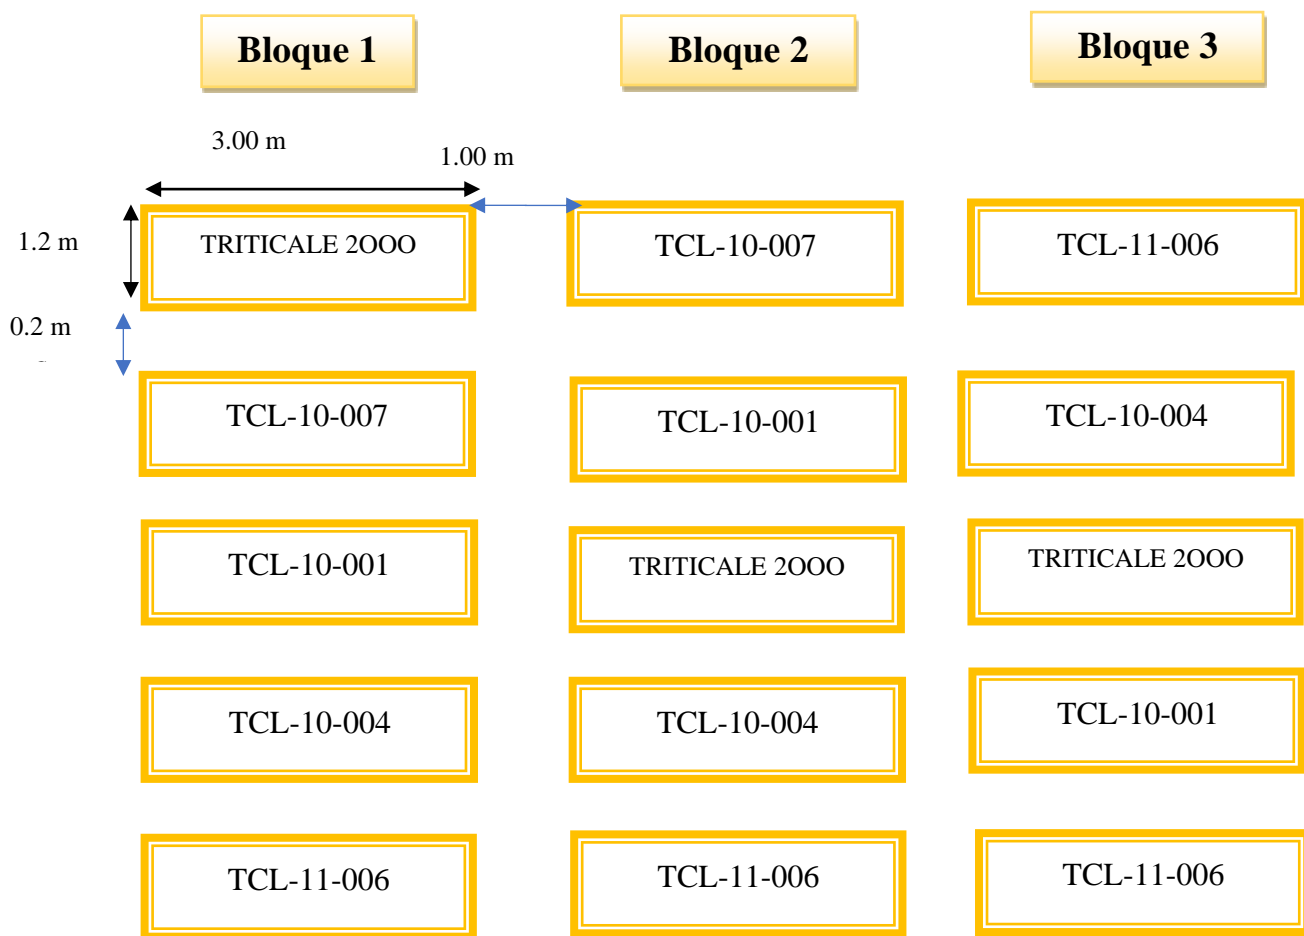 Bloque 1
Bloque 2
Bloque 3
3.00 m
1.00 m
1.2 m
TRITICALE 2OOO
TCL-10-007
TCL-11-006
0.2 m
TCL-10-007
TCL-10-001
TCL-10-004
TCL-10-001
TRITICALE 2OOO
TRITICALE 2OOO
TCL-10-004
TCL-10-004
TCL-10-001
TCL-11-006
TCL-11-006
TCL-11-006